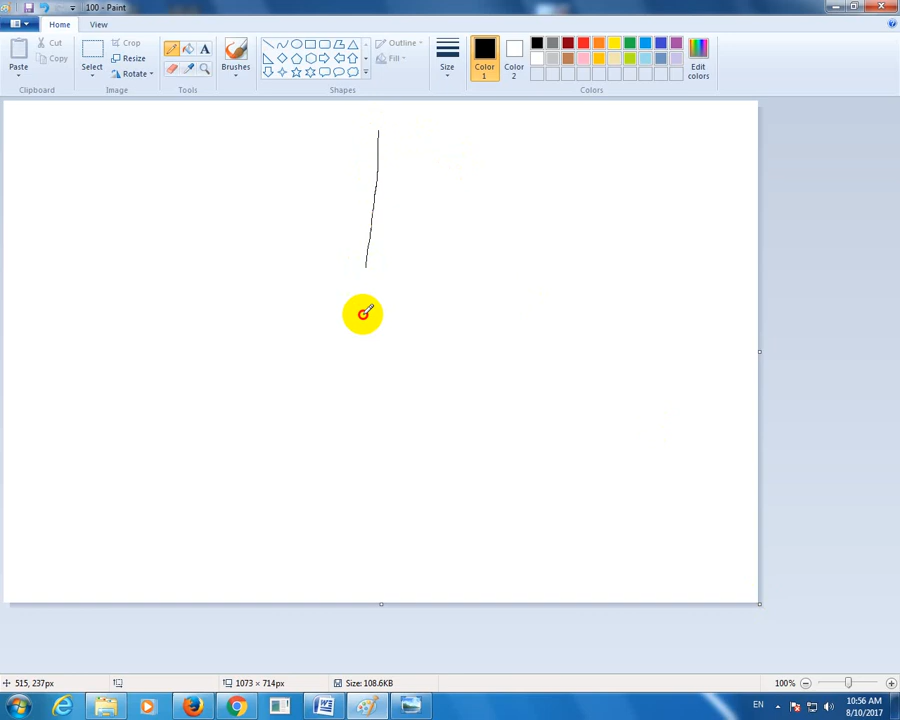 100 - Paint
Home
View
Paste
Cut
Copy
Select
Crop
Resize
Rotate
A
Brushes
Outline
Fill
Size
Color
1
Color
2
Edit
colors
Clipboard
Image
Tools
Shapes
Colors
515, 237px
1073 × 714px
Size: 108.6KB
100%
EN
10:56 AM
8/10/2017